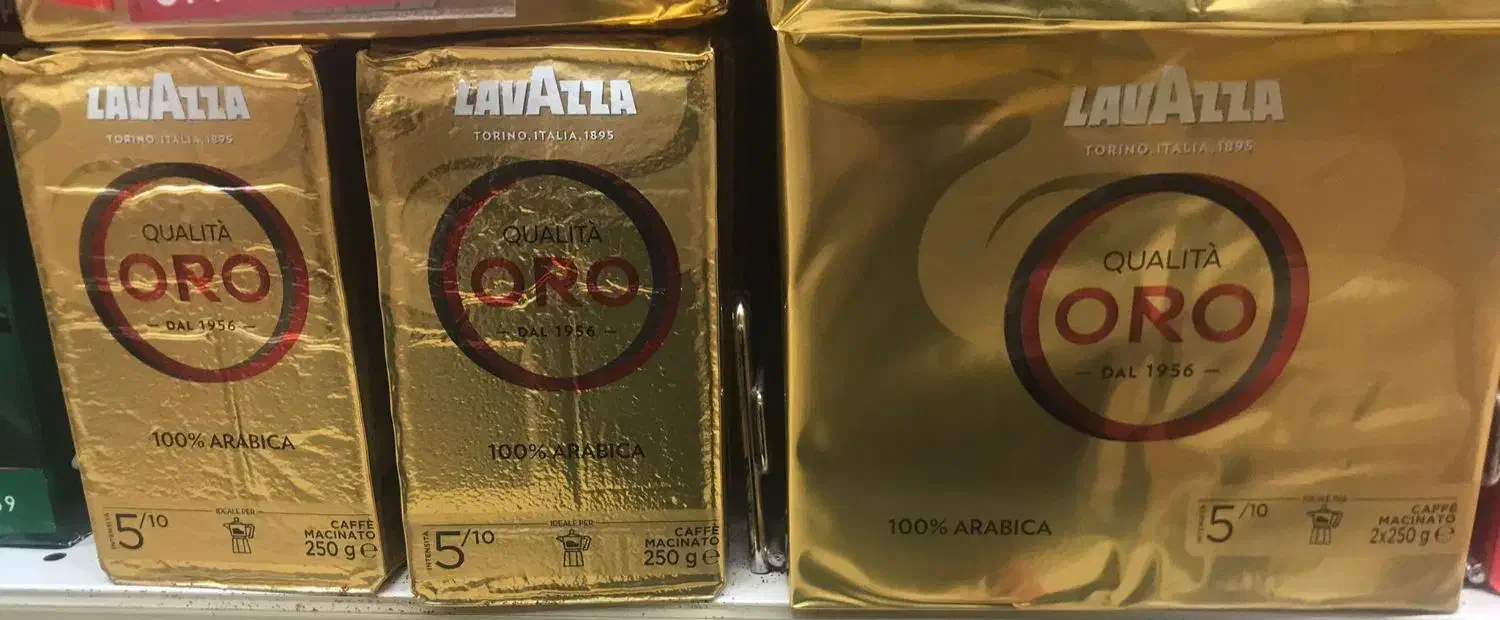 LAVAZZA
TORINO, ITALIA, 1895
QUALITÀ
ORO
— DAL 1956 —
100% ARABICA
INTENSITÀ
5/10
IDEALE PER
CAFFÈ
MACINATO
250 g e
LAVAZZA
TORINO, ITALIA, 1895
QUALITÀ
ORO
— DAL 1956 —
100% ARABICA
INTENSITÀ
5/10
IDEALE PER
CAFFÈ
MACINATO
250 g e
LAVAZZA
TORINO, ITALIA, 1895
QUALITÀ
ORO
— DAL 1956 —
100% ARABICA
INTENSITÀ
5/10
IDEALE PER
CAFFÈ
MACINATO
2x250 g e